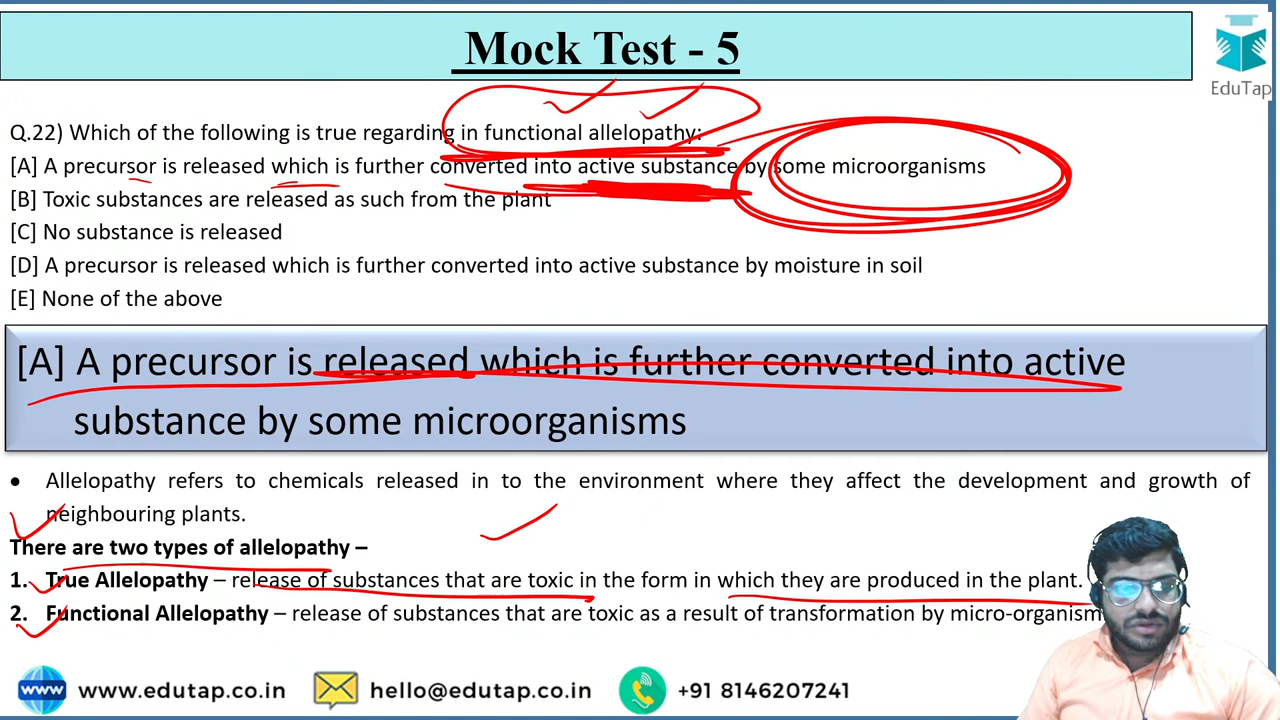 Mock Test - 5
EduTap
Q.22) Which of the following is true regarding in functional allelopathy:
[A] A precursor is released which is further converted into active substance by some microorganisms
[B] Toxic substances are released as such from the plant
[C] No substance is released
[D] A precursor is released which is further converted into active substance by moisture in soil
[E] None of the above
[A] A precursor is released which is further converted into active
substance by some microorganisms
• Allelopathy refers to chemicals released in to the environment where they affect the development and growth of
neighbouring plants.
There are two types of allelopathy –
1. True Allelopathy – release of substances that are toxic in the form in which they are produced in the plant.
2. Functional Allelopathy – release of substances that are toxic as a result of transformation by micro-organism
www www.edutap.co.in hello@edutap.co.in +91 8146207241